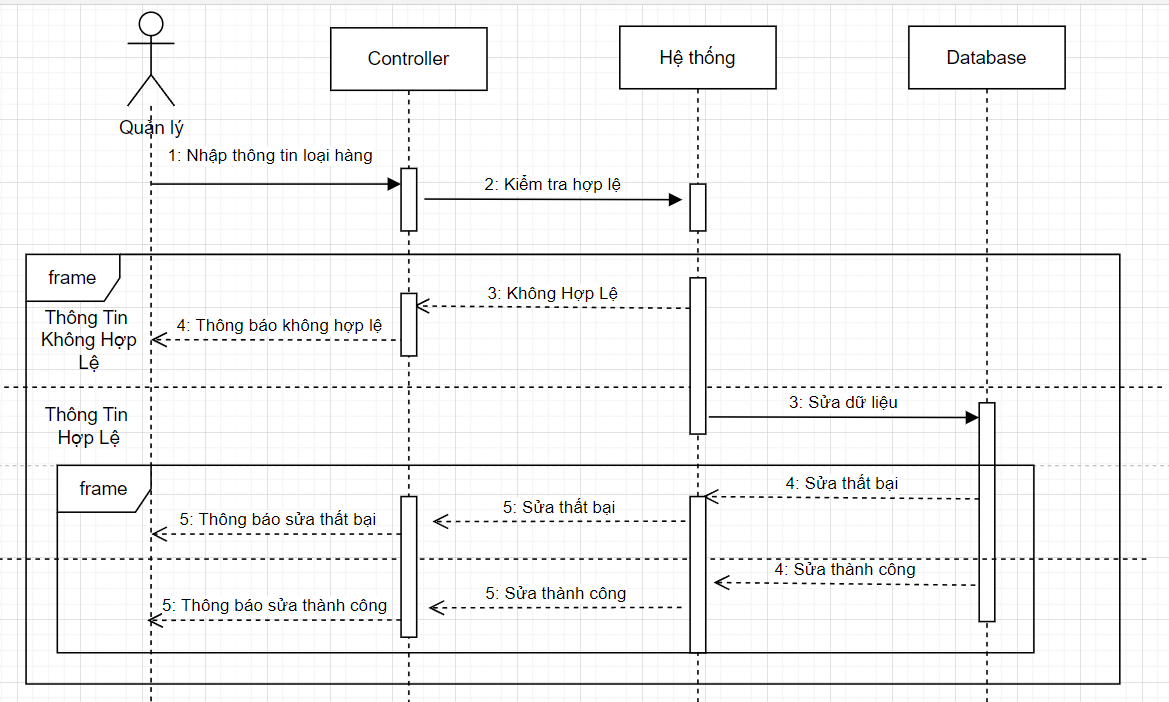 Controller
Hệ thống
Database
Quản lý
1: Nhập thông tin loại hàng
2: Kiểm tra hợp lệ
frame
3: Không Hợp Lệ
Thông Tin
Không Hợp
Lệ
4: Thông báo không hợp lệ
Thông Tin
Hợp Lệ
3: Sửa dữ liệu
frame
4: Sửa thất bại
5: Sửa thất bại
5: Thông báo sửa thất bại
4: Sửa thành công
5: Sửa thành công
5: Thông báo sửa thành công